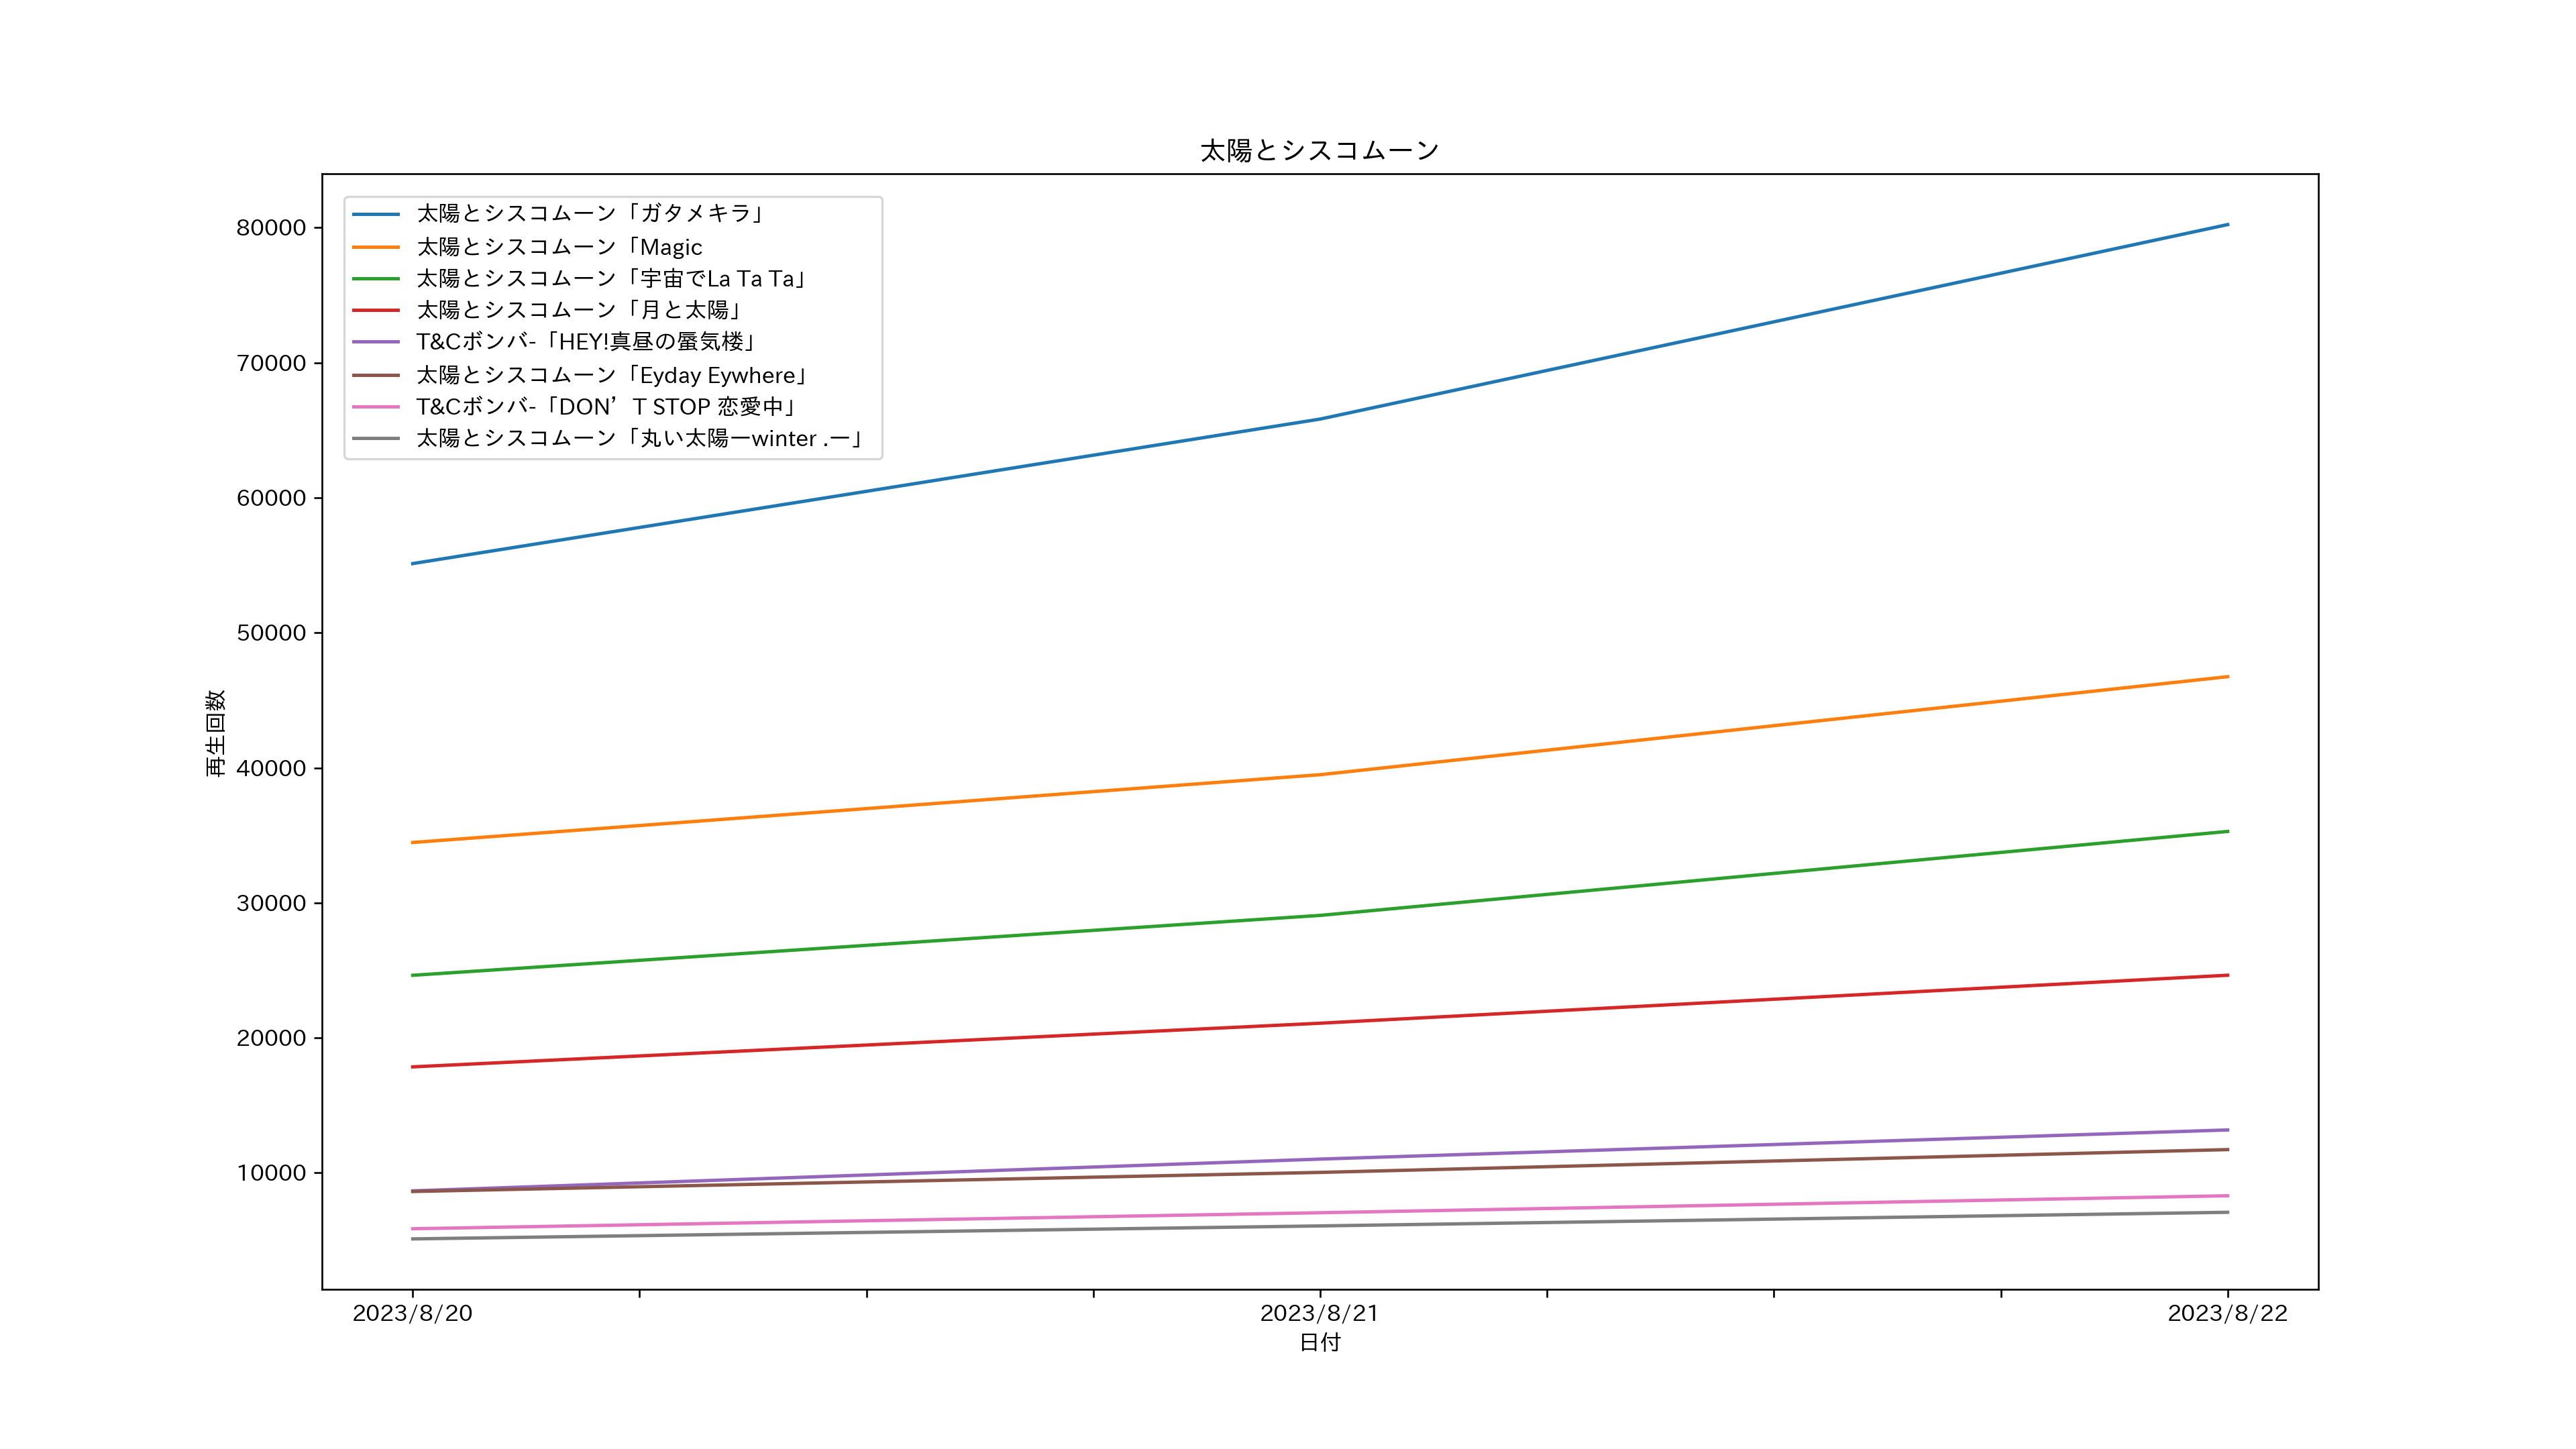 太陽とシスコムーン
太陽とシスコムーン「ガタメキラ」
太陽とシスコムーン「Magic
太陽とシスコムーン「宇宙でLa Ta Ta」
太陽とシスコムーン「月と太陽」
T&Cボンバ-「HEY!真昼の蜃気楼」
太陽とシスコムーン「Eyday Eywhere」
T&Cボンバ-「DON’T STOP 恋愛中」
太陽とシスコムーン「丸い太陽ーwinter .ー」
80000
70000
60000
50000
40000
30000
20000
10000
再生回数
2023/8/20
2023/8/21
2023/8/22
日付